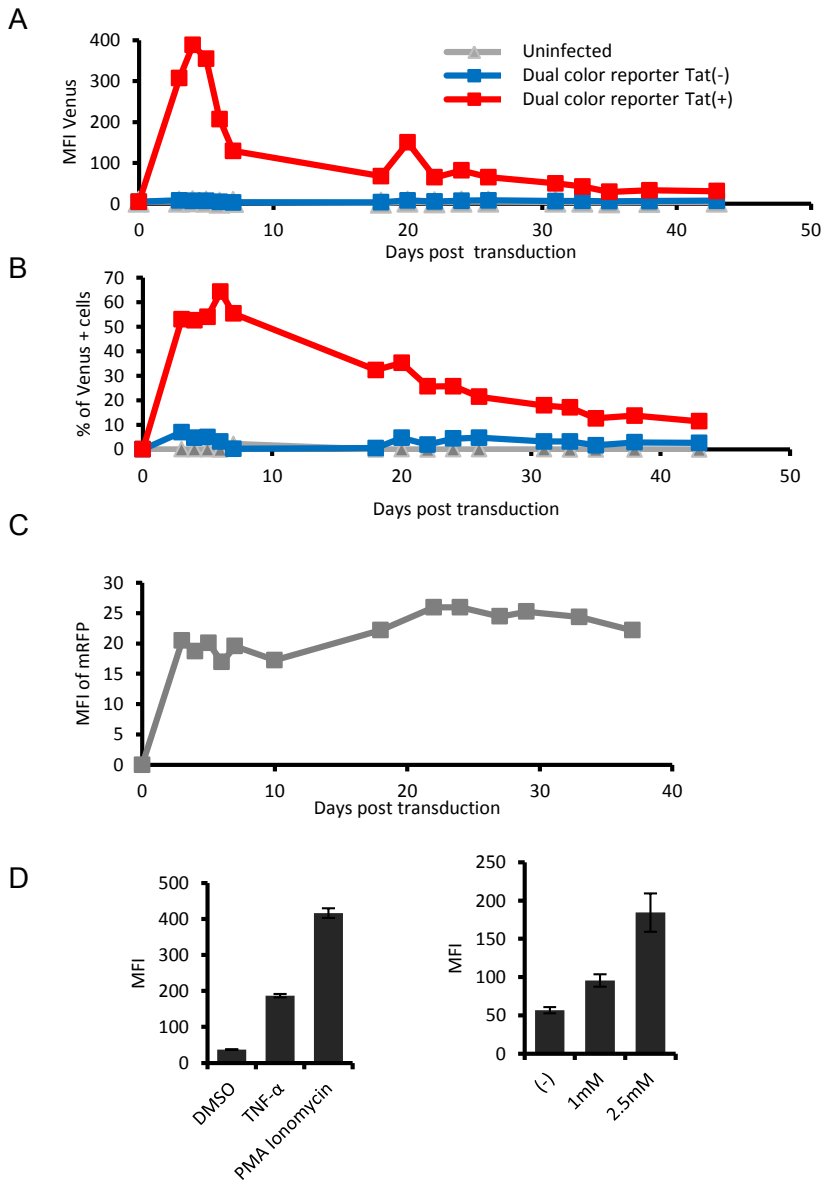 A
400
300
200
100
0
MFI Venus
Uninfected
Dual color reporter Tat(-)
Dual color reporter Tat(+)
0 10 20 30 40 50
Days post transduction
B
70
60
50
40
30
20
10
0
% of Venus + cells
0 10 20 30 40 50
Days post transduction
C
30
25
20
15
10
5
0
MFI of mRFP
0 10 20 30 40
Days post transduction
D
500
400
300
200
100
0
MFI
DMSO
TNF-α
PMA Ionomycin
250
200
150
100
50
0
MFI
(-)
1mM
2.5mM